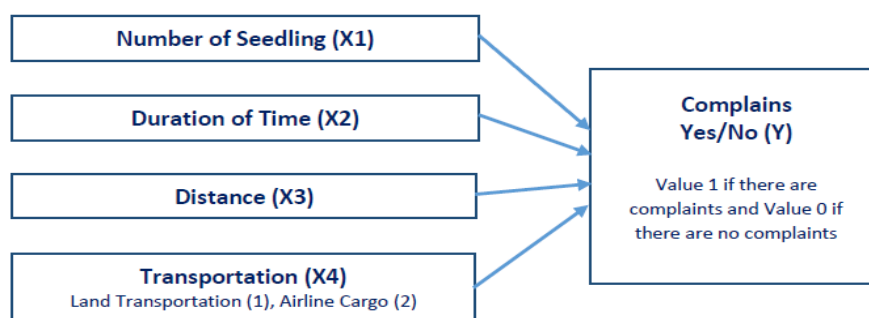 Number of Seedling (X1)
Duration of Time (X2)
Distance (X3)
Transportation (X4)
Land Transportation (1), Airline Cargo (2)
Complains
Yes/No (Y)
Value 1 if there are
complaints and Value 0 if
there are no complaints